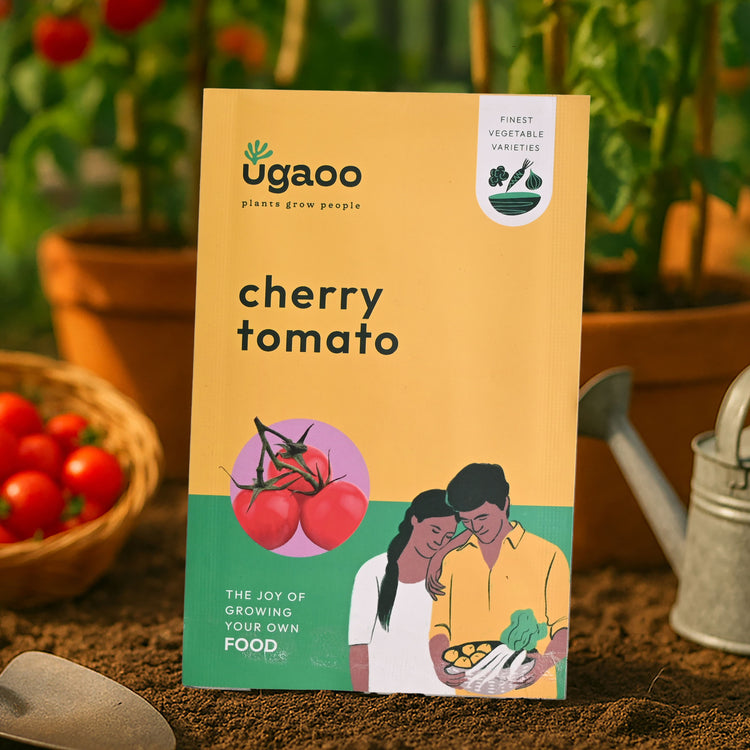 ugaoo
plants grow people
FINEST
VEGETABLE
VARIETIES
cherry
tomato
THE JOY OF
GROWING
YOUR OWN
FOOD